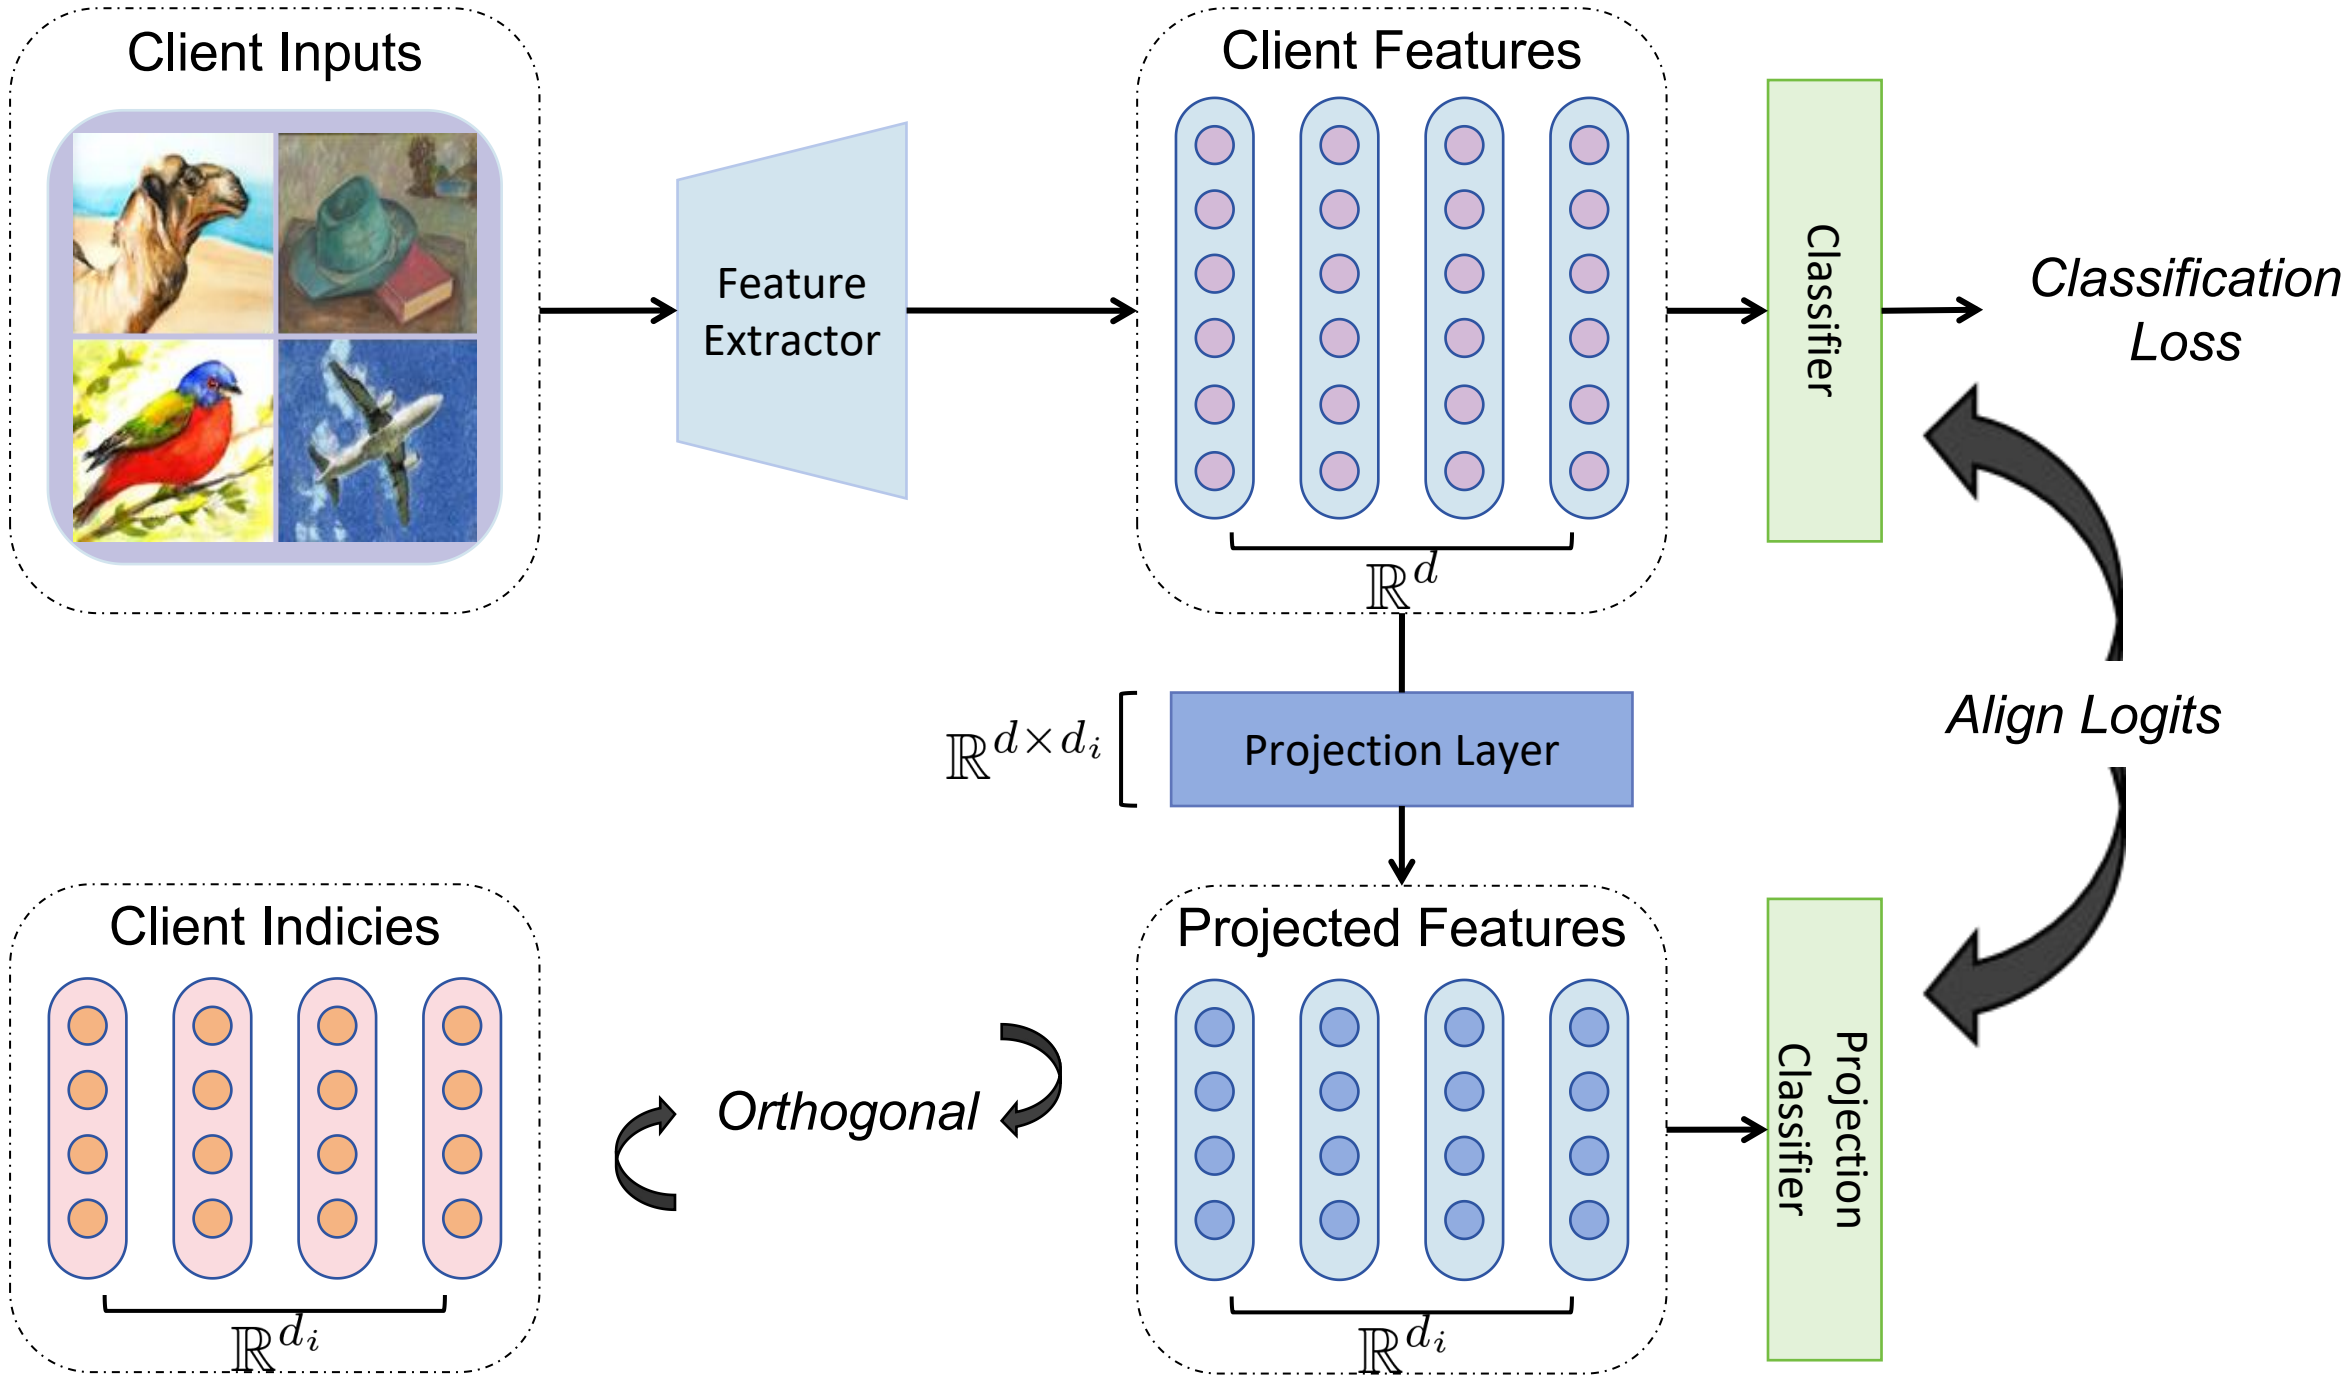 Client Inputs
Feature
Extractor
Client Features
ℝ^d
Classifier
Classification
Loss
Align Logits
ℝ^{d×d_i}
Projection Layer
Client Indicies
ℝ^{d_i}
Orthogonal
Projected Features
ℝ^{d_i}
Projection
Classifier